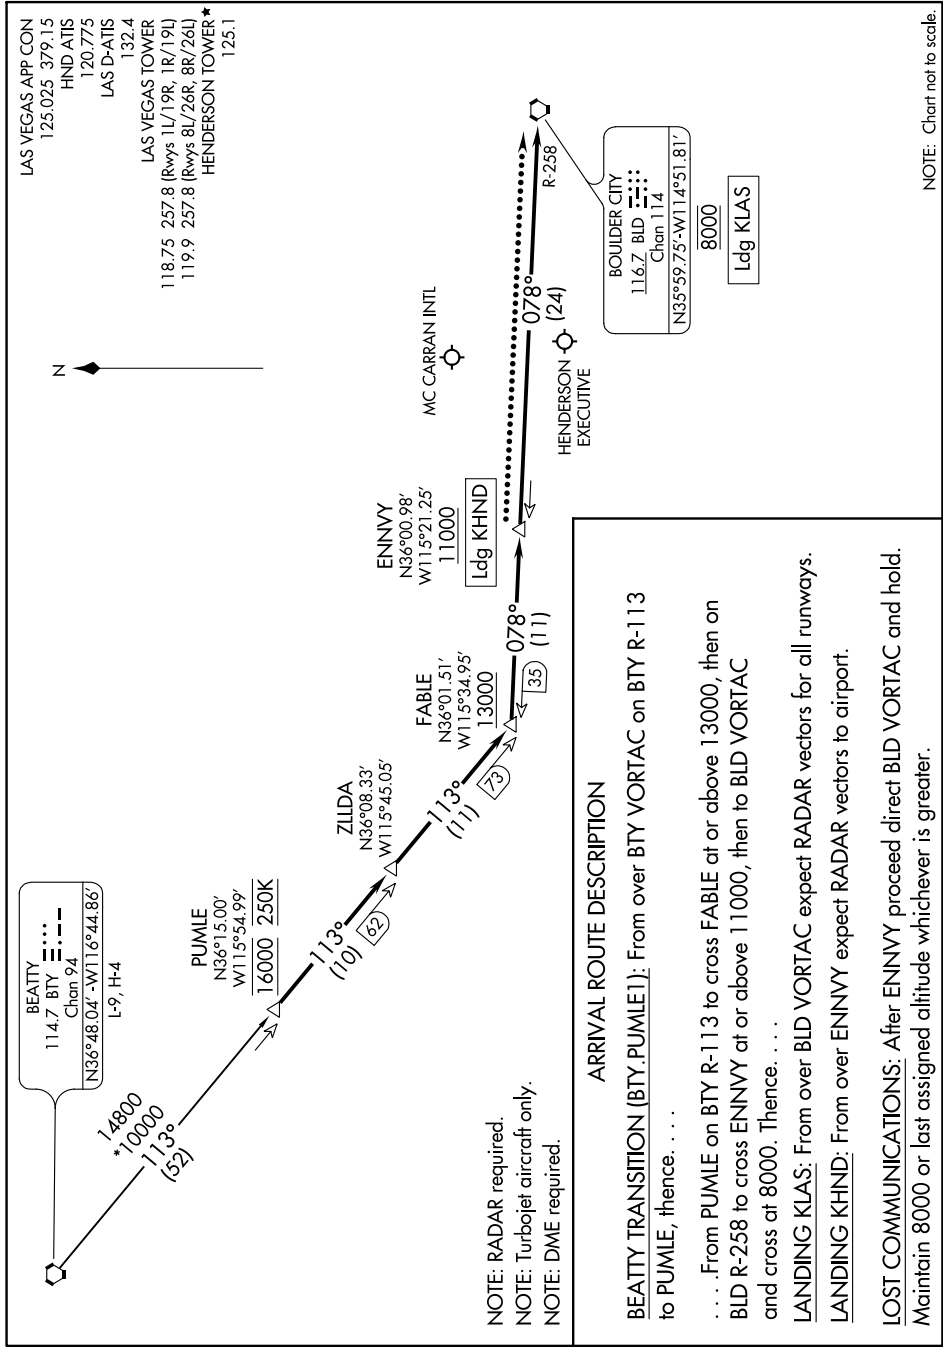 LAS VEGAS APP CON
125.025 379.15
HND ATIS
120.775
LAS D-ATIS
132.4
LAS VEGAS TOWER
118.75 257.8 (Rwys 1L/19R, 1R/19L)
119.9 257.8 (Rwys 8L/26R, 8R/26L)
HENDERSON TOWER★
125.1
N
BEATTY
114.7 BTY
Chan 94
N36°48.04' -W116°44.86'
L-9, H-4
14800
*10000
113°
(52)
PUMLE
N36°15.00'
W115°54.99'
16000 250K
113°
(10)
62
ZLLDA
N36°08.33'
W115°45.05'
113°
(11)
73
FABLE
N36°01.51'
W115°34.95'
13000
35
078°
(11)
ENNVY
N36°00.98'
W115°21.25'
11000
Ldg KHND
MC CARRAN INTL
078°
(24)
HENDERSON
EXECUTIVE
R-258
BOULDER CITY
116.7 BLD
Chan 114
N35°59.75'-W114°51.81'
8000
Ldg KLAS
NOTE: RADAR required.
NOTE: Turbojet aircraft only.
NOTE: DME required.
NOTE: Chart not to scale.
ARRIVAL ROUTE DESCRIPTION
BEATTY TRANSITION (BTY.PUMLE1): From over BTY VORTAC on BTY R-113
to PUMLE, thence. . . .
. . . .From PUMLE on BTY R-113 to cross FABLE at or above 13000, then on
BLD R-258 to cross ENNVY at or above 11000, then to BLD VORTAC
and cross at 8000. Thence. . . .
LANDING KLAS: From over BLD VORTAC expect RADAR vectors for all runways.
LANDING KHND: From over ENNVY expect RADAR vectors to airport.
LOST COMMUNICATIONS: After ENNVY proceed direct BLD VORTAC and hold.
Maintain 8000 or last assigned altitude whichever is greater.